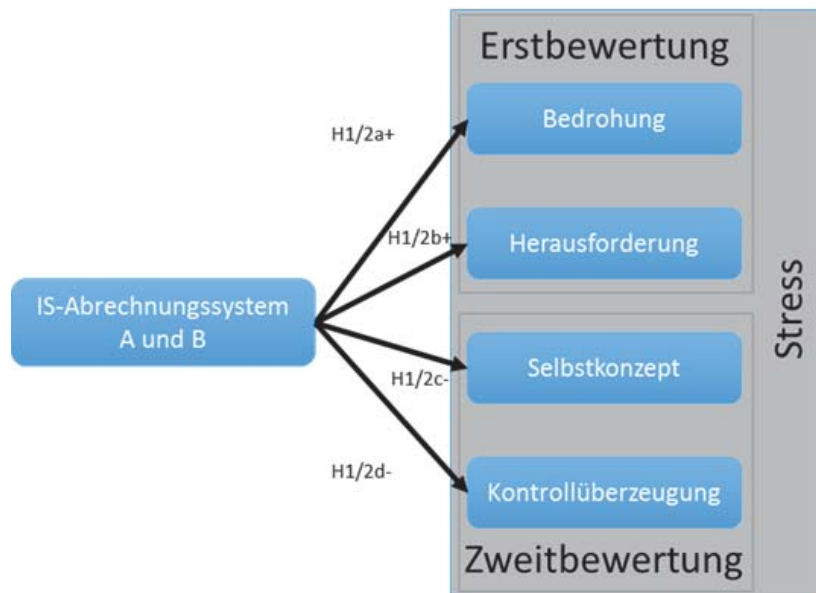 Erstbewertung
Bedrohung
H1/2a+
H1/2b+
Herausforderung
IS-Abrechnungssystem
A und B
Stress
Selbstkonzept
H1/2c-
H1/2d-
Kontrollüberzeugung
Zweitbewertung